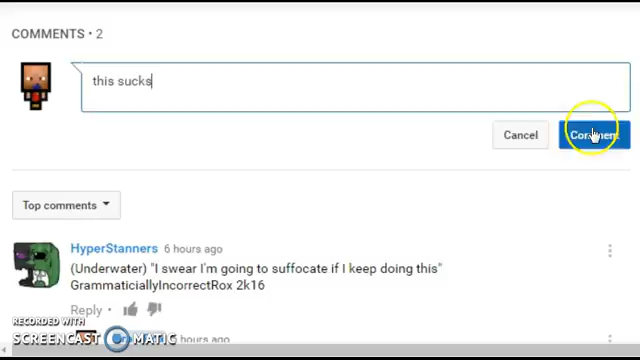 COMMENTS • 2
this sucks
Cancel
Comment
Top comments
HyperStanners 6 hours ago
(Underwater) "I swear I'm going to suffocate if I keep doing this"
GrammaticiallyIncorrectRox 2k16
Reply
RECORDED WITH
SCREENCAST MATIC
hours ago